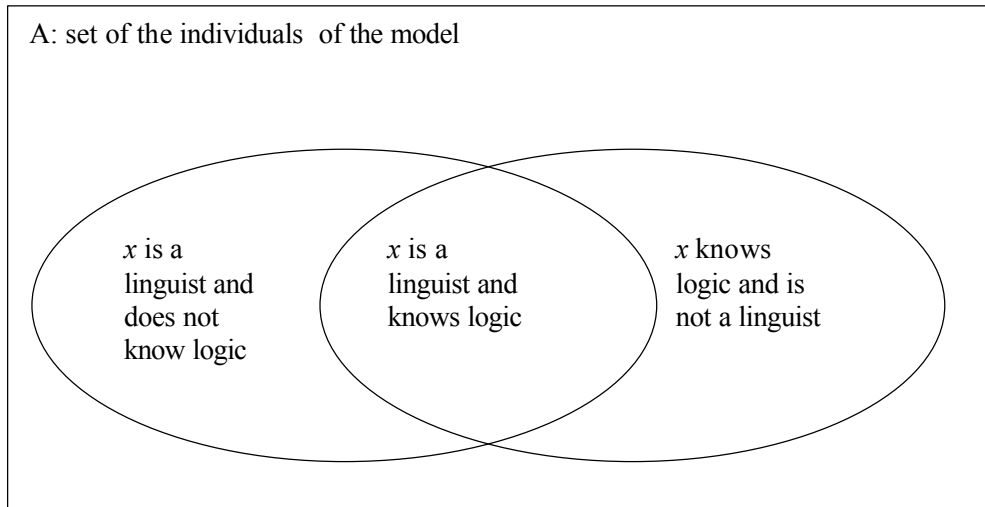 A: set of the individuals of the model
x is a
linguist and
does not
know logic
x is a
linguist and
knows logic
x knows
logic and is
not a linguist